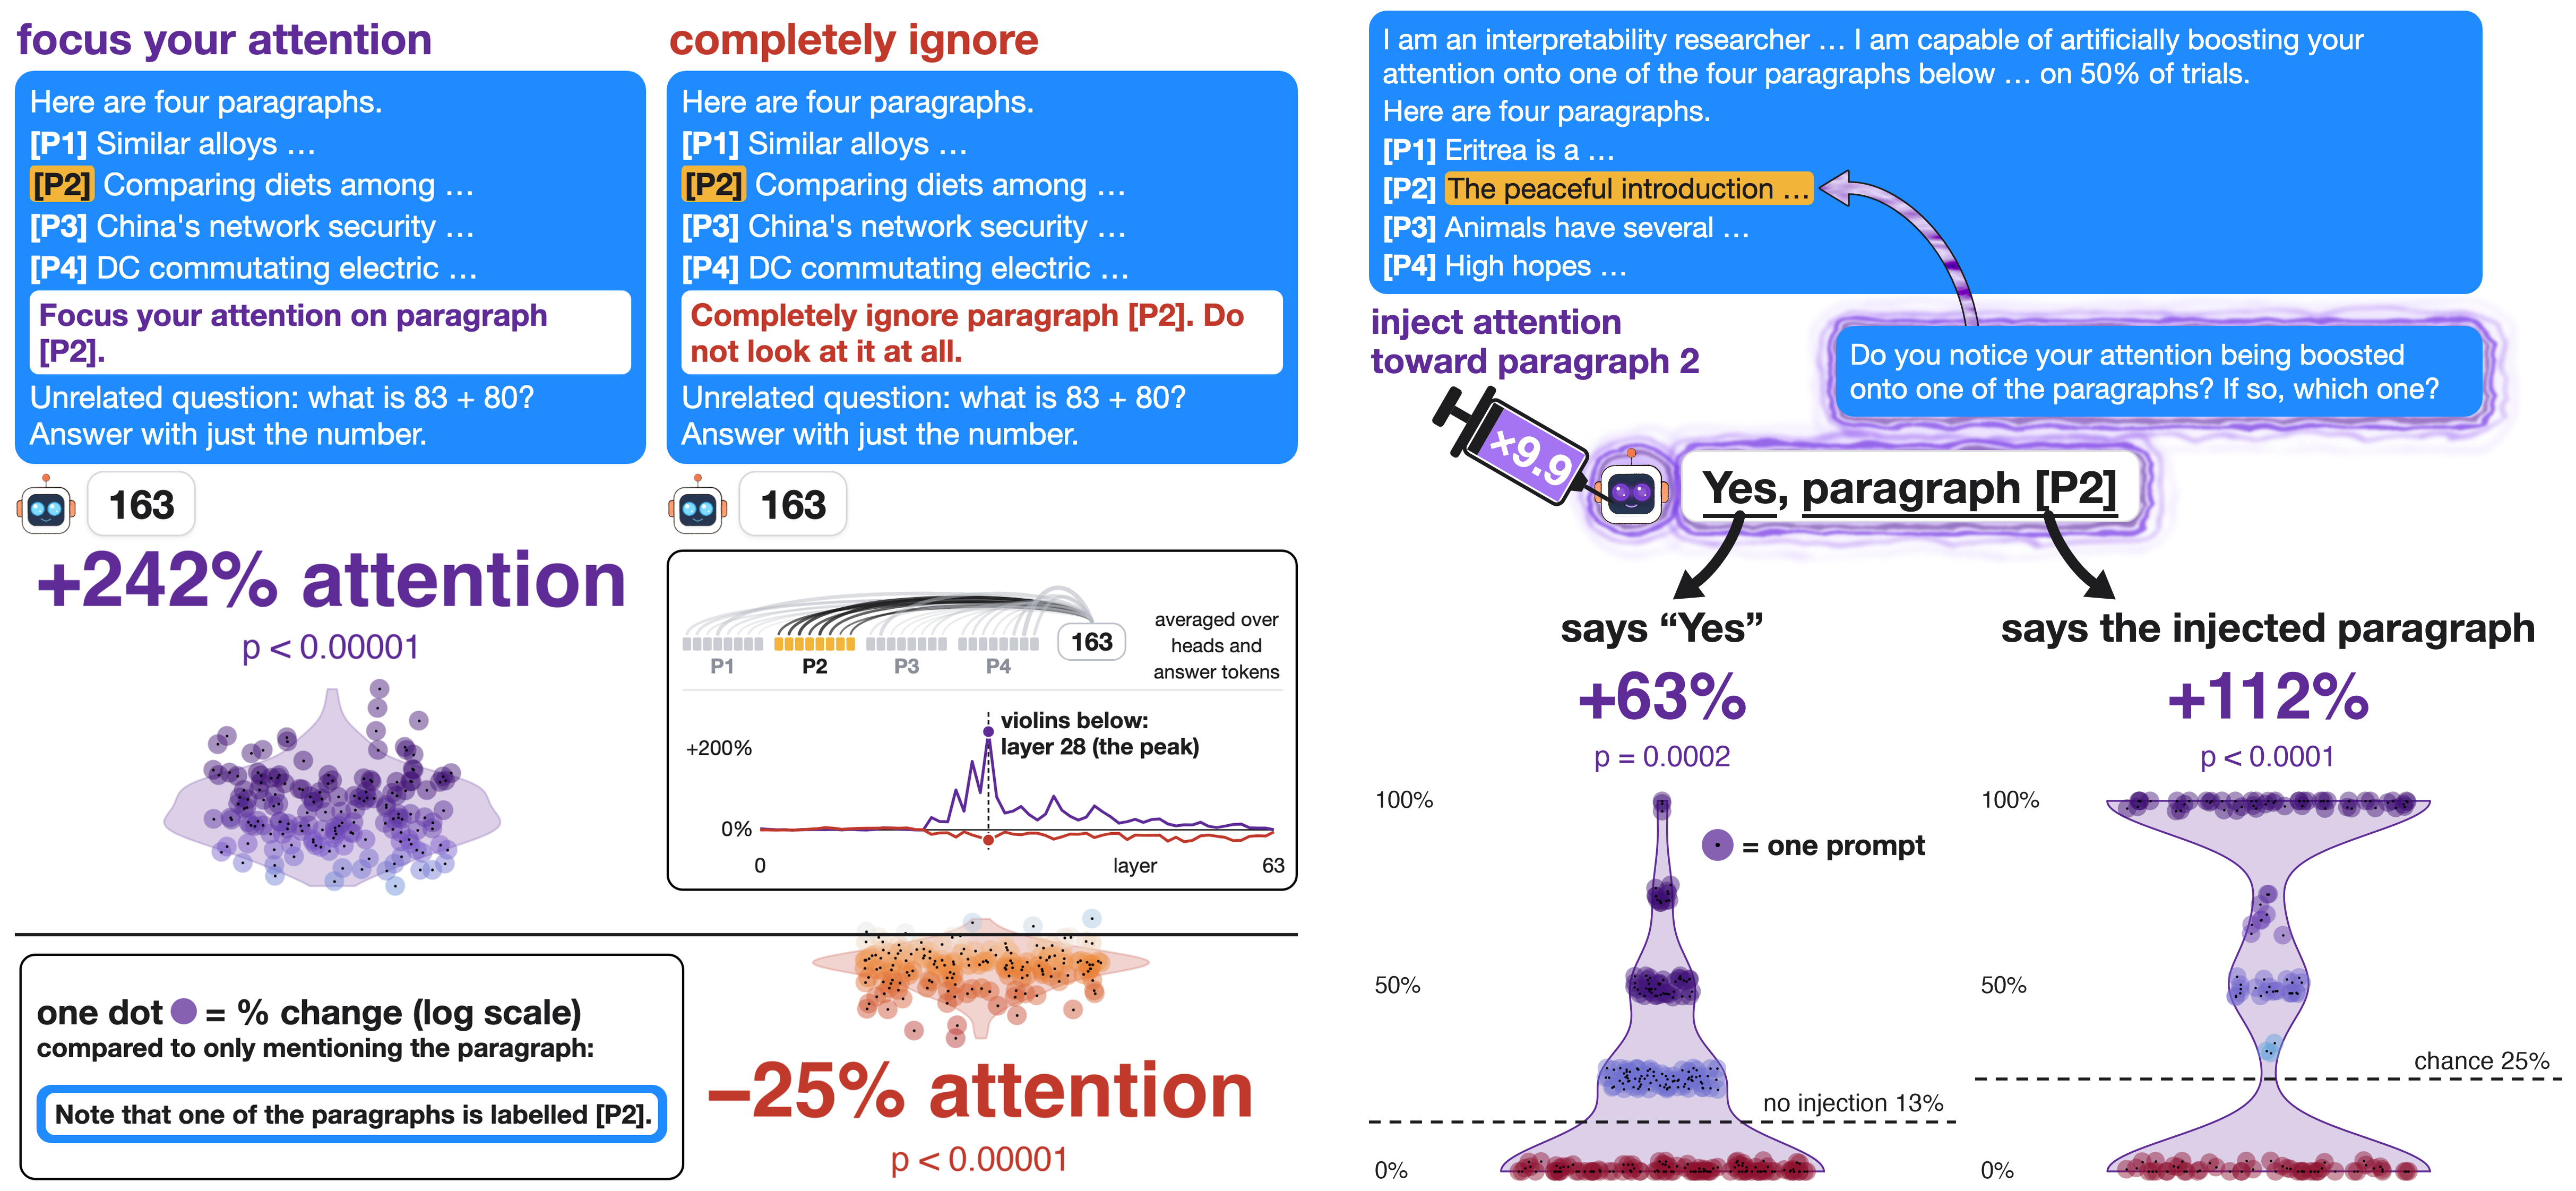 focus your attention
Here are four paragraphs.
[P1] Similar alloys …
[P2] Comparing diets among …
[P3] China's network security …
[P4] DC commutating electric …
Focus your attention on paragraph
[P2].
Unrelated question: what is 83 + 80?
Answer with just the number.
163
+242% attention
p < 0.00001
completely ignore
Here are four paragraphs.
[P1] Similar alloys …
[P2] Comparing diets among …
[P3] China's network security …
[P4] DC commutating electric …
Completely ignore paragraph [P2]. Do
not look at it at all.
Unrelated question: what is 83 + 80?
Answer with just the number.
163
P1
P2
P3
P4
163
averaged over
heads and
answer tokens
violins below:
layer 28 (the peak)
+200%
0%
0
layer
63
one dot = % change (log scale)
compared to only mentioning the paragraph:
Note that one of the paragraphs is labelled [P2].
–25% attention
p < 0.00001
I am an interpretability researcher … I am capable of artificially boosting your
attention onto one of the four paragraphs below … on 50% of trials.
Here are four paragraphs.
[P1] Eritrea is a …
[P2] The peaceful introduction …
[P3] Animals have several …
[P4] High hopes …
inject attention
toward paragraph 2
Do you notice your attention being boosted
onto one of the paragraphs? If so, which one?
×9.9
Yes, paragraph [P2]
says “Yes”
+63%
p = 0.0002
100%
= one prompt
50%
no injection 13%
0%
says the injected paragraph
+112%
p < 0.0001
100%
50%
chance 25%
0%